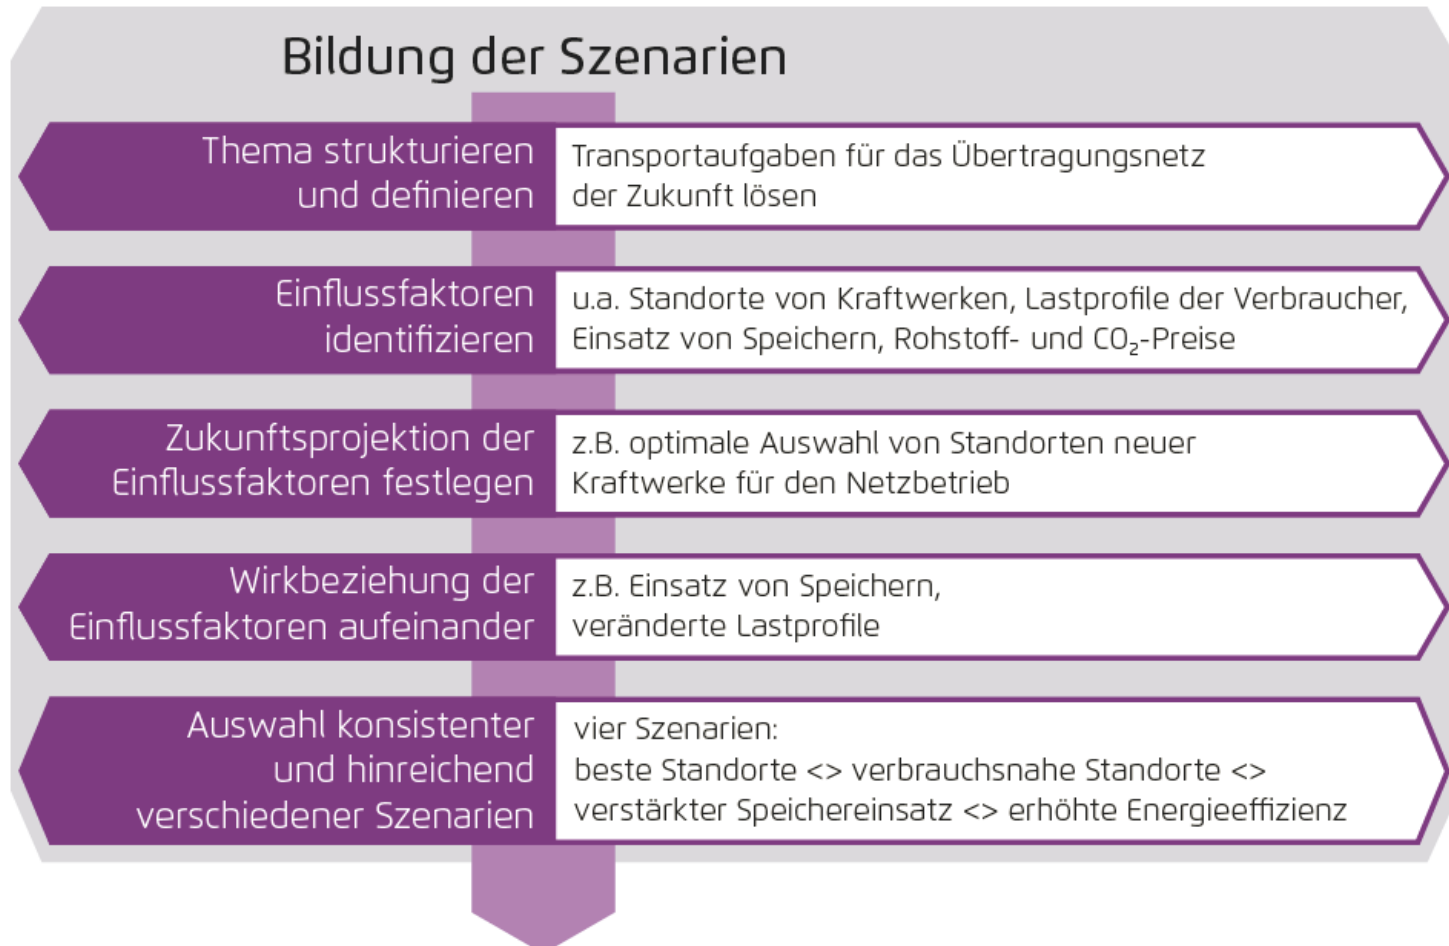 Bildung der Szenarien
Thema strukturieren
und definieren
Transportaufgaben für das Übertragungsnetz
der Zukunft lösen
Einflussfaktoren
identifizieren
u.a. Standorte von Kraftwerken, Lastprofile der Verbraucher,
Einsatz von Speichern, Rohstoff- und CO₂-Preise
Zukunftsprojektion der
Einflussfaktoren festlegen
z.B. optimale Auswahl von Standorten neuer
Kraftwerke für den Netzbetrieb
Wirkbeziehung der
Einflussfaktoren aufeinander
z.B. Einsatz von Speichern,
veränderte Lastprofile
Auswahl konsistenter
und hinreichend
verschiedener Szenarien
vier Szenarien:
beste Standorte <> verbrauchsnahe Standorte <>
verstärkter Speichereinsatz <> erhöhte Energieeffizienz